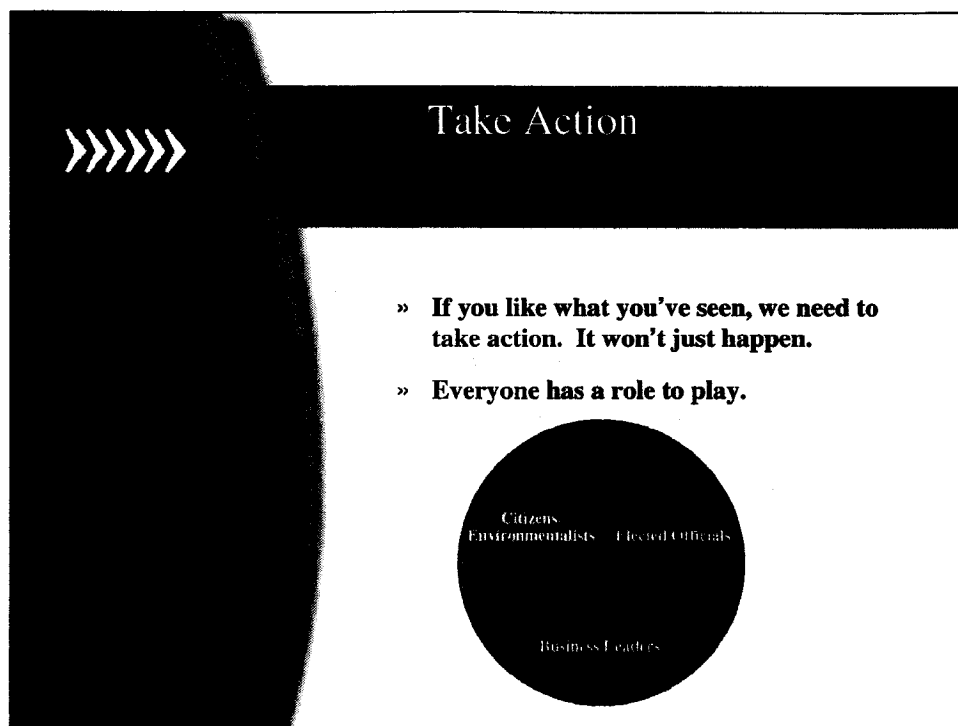 Take Action
» If you like what you've seen, we need to
take action.  It won't just happen.
» Everyone has a role to play.
Citizens
Environmentalists
Elected Officials
Business Leaders